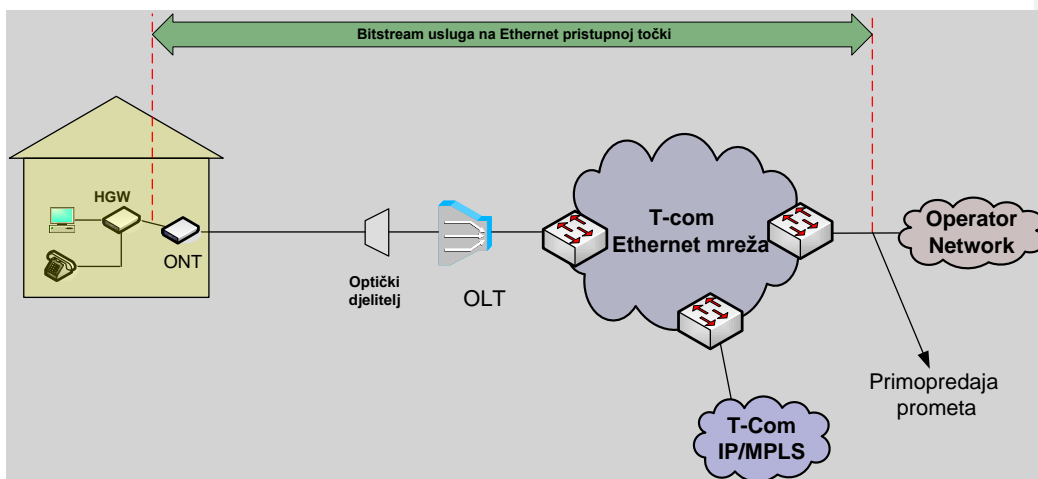 Bitstream usluga na Ethernet pristupnoj točki
HGW
ONT
Optički
djelitelj
OLT
T-com
Ethernet mreža
Operator
Network
Primopredaja
prometa
T-Com
IP/MPLS